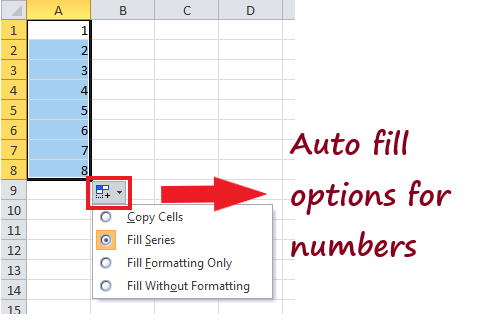 A B C D E
1 1
2 2
3 3
4 4
5 5
6 6
7 7
8 8
9
10
11
12
13
14
15
Copy Cells
Fill Series
Fill Formatting Only
Fill Without Formatting
Auto fill
options for
numbers